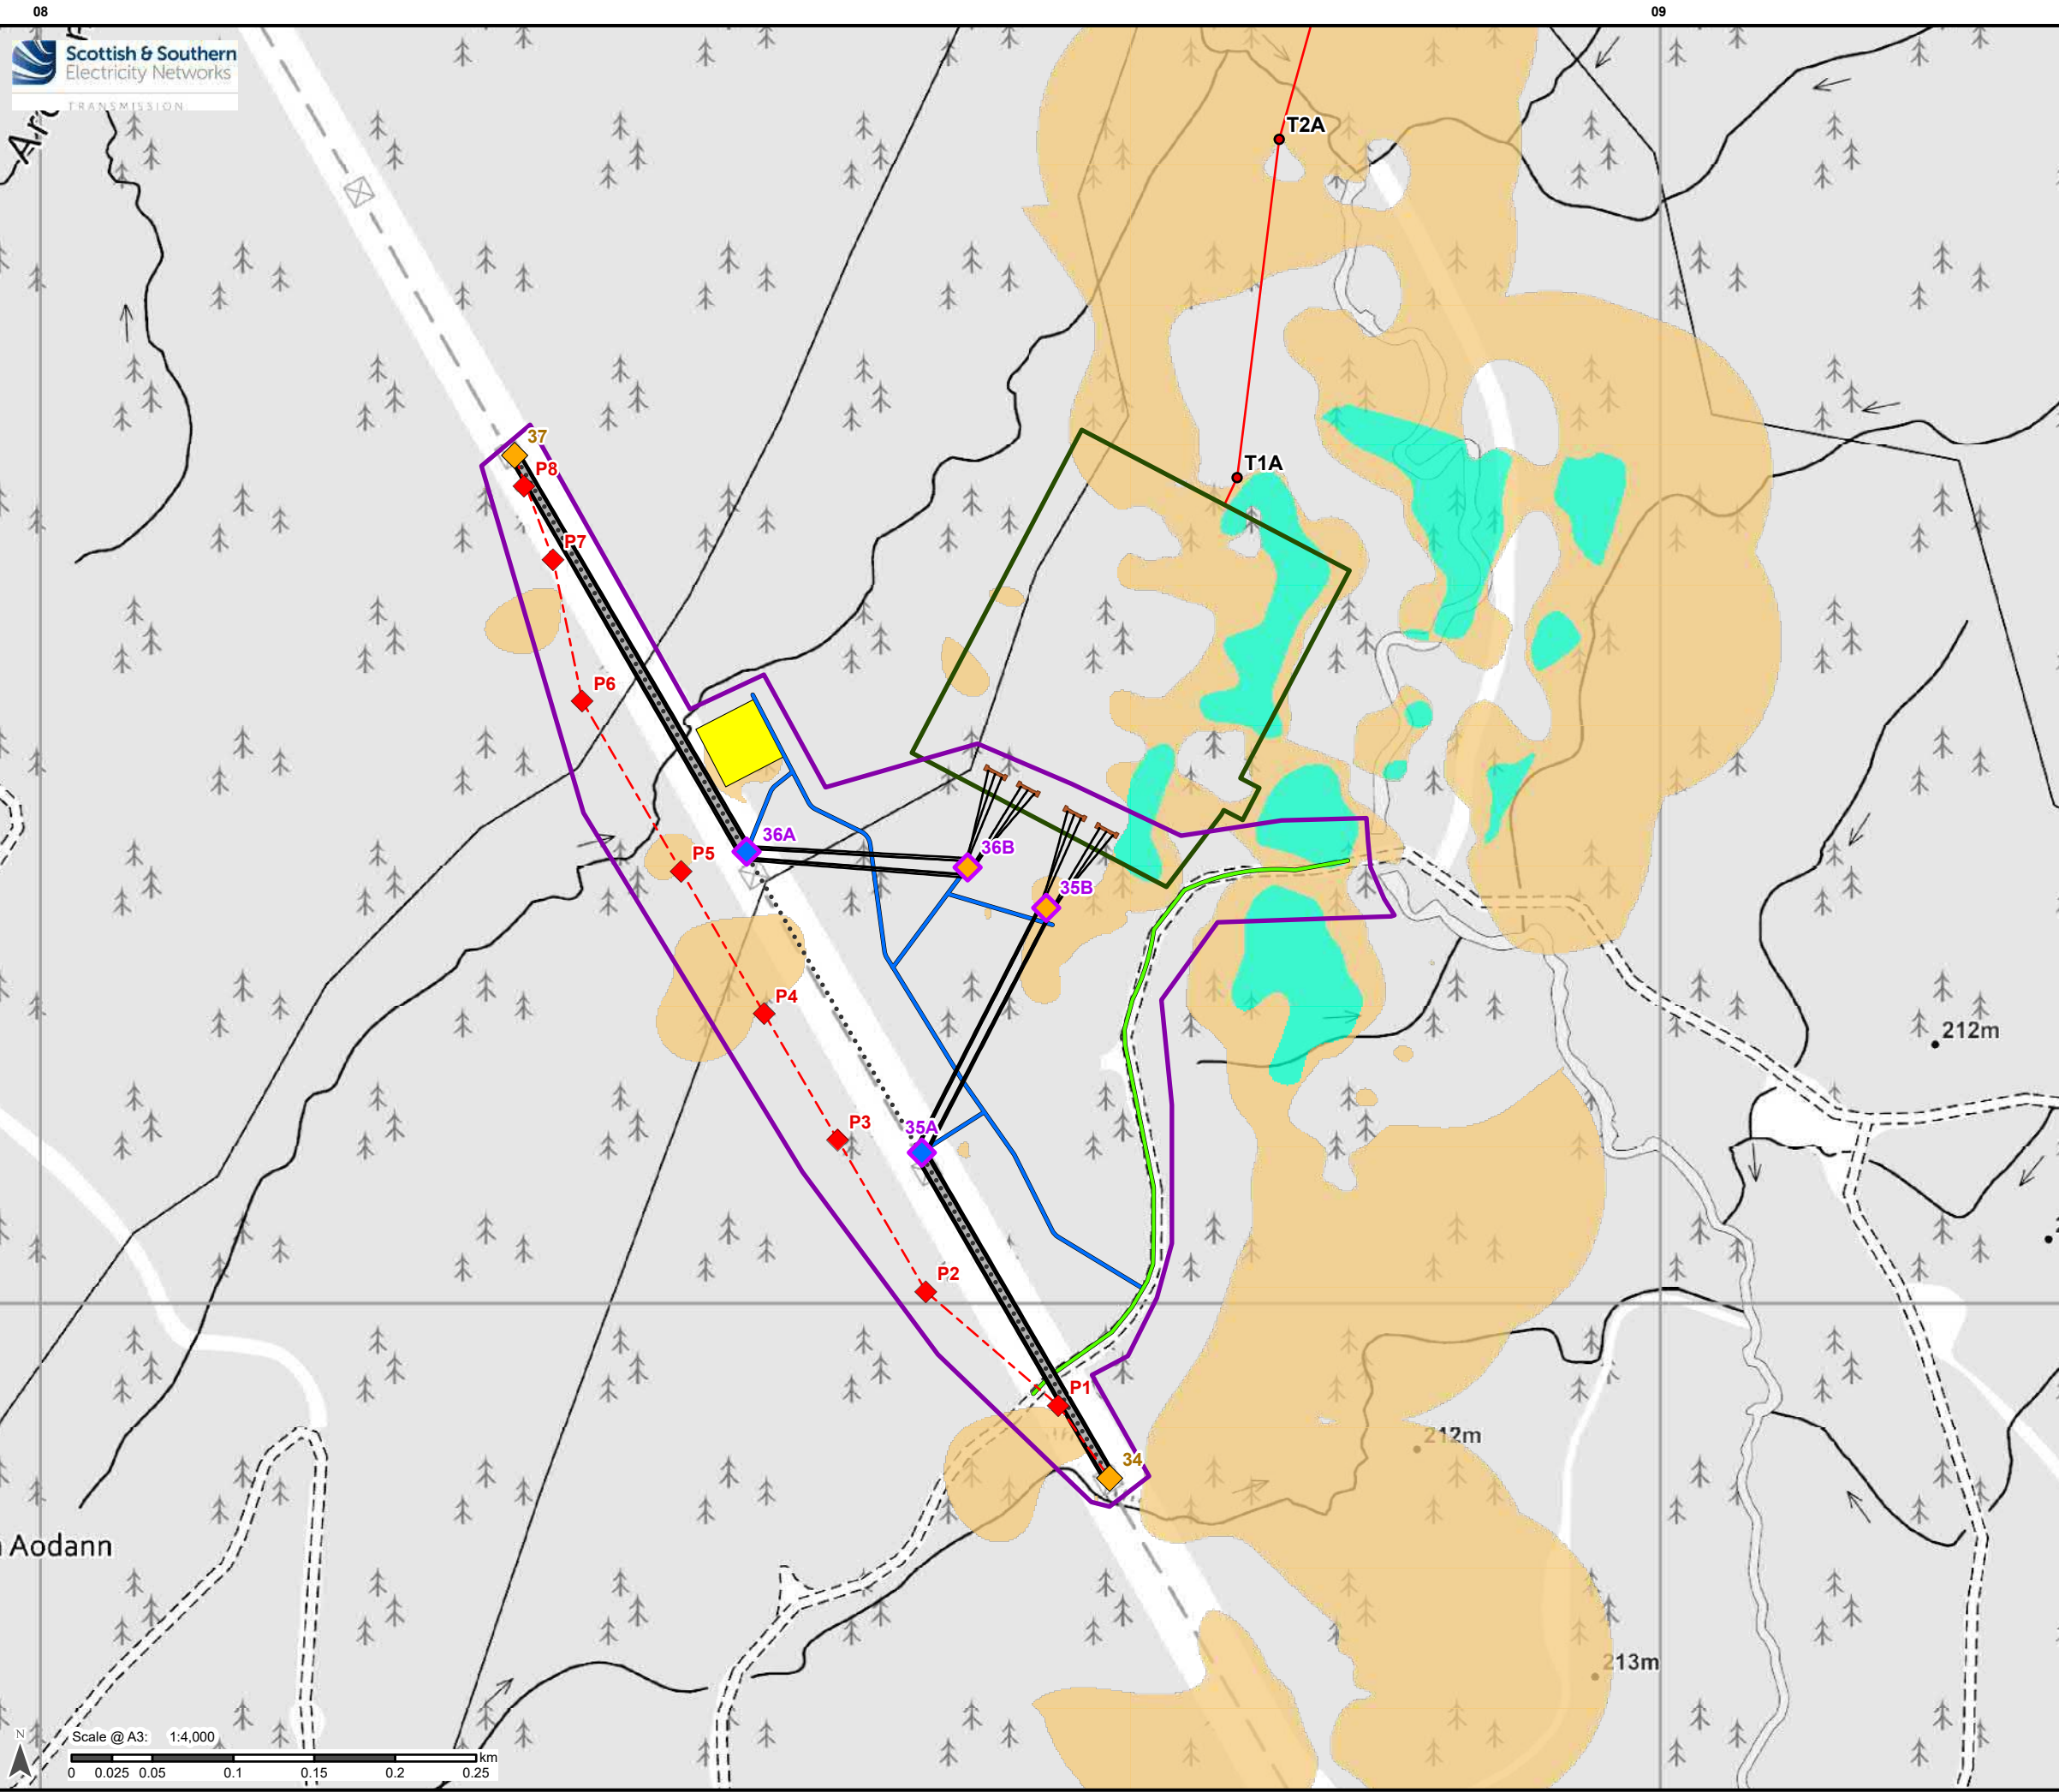 08
09
Scottish & Southern
Electricity Networks
TRANSMISSION
T2A
37
P8
T1A
P7
P6
36A
36B
P5
35B
P4
212m
P3
35A
P2
P1
212m
34
Aodann
213m
N
Scale @ A3: 1:4,000
km
0 0.025 0.05 0.1 0.15 0.2 0.25